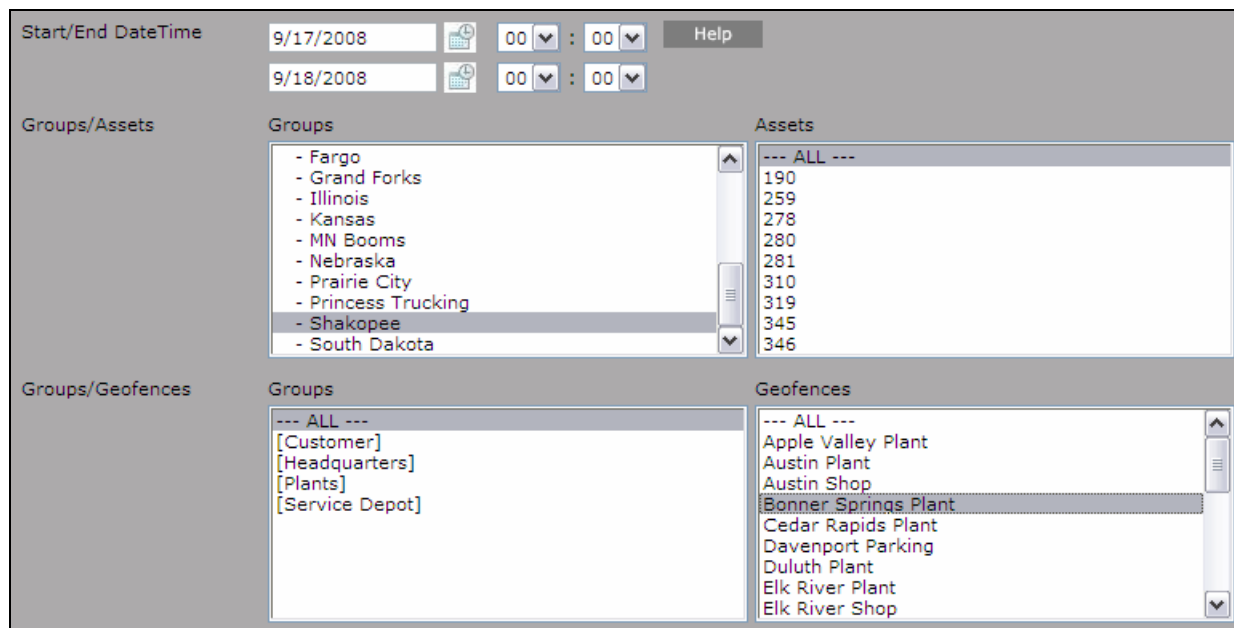 Start/End DateTime 9/17/2008 00 : 00 Help
9/18/2008 00 : 00
Groups/Assets Groups Assets
- Fargo
- Grand Forks
- Illinois
- Kansas
- MN Booms
- Nebraska
- Prairie City
- Princess Trucking
- Shakopee
- South Dakota
--- ALL ---
190
259
278
280
281
310
319
345
346
Groups/Geofences Groups Geofences
--- ALL ---
[Customer]
[Headquarters]
[Plants]
[Service Depot]
--- ALL ---
Apple Valley Plant
Austin Plant
Austin Shop
Bonner Springs Plant
Cedar Rapids Plant
Davenport Parking
Duluth Plant
Elk River Plant
Elk River Shop